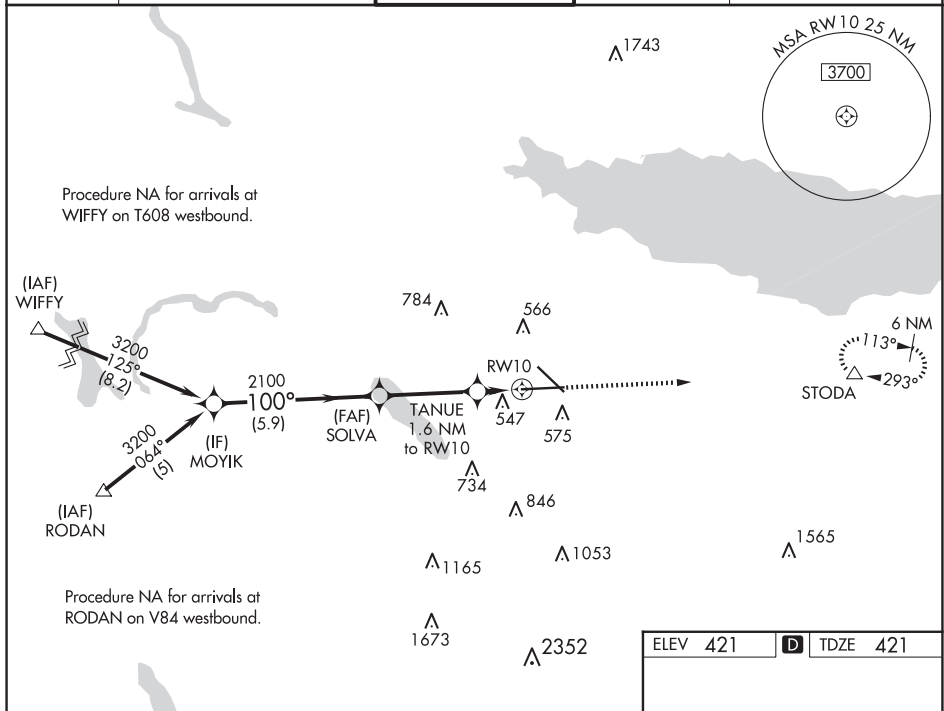 1743
MSA RW10 25 NM
3700
Procedure NA for arrivals at
WIFFY on T608 westbound.
(IAF)
WIFFY
3200
125°
(8.2)
784
566
6 NM
113°
293°
STODA
RW10
2100
100°
(5.9)
(FAF)
SOLVA
TANUE
1.6 NM
to RW10
547
575
(IF)
MOYIK
3200
064°
(5)
(IAF)
RODAN
734
846
1165
1053
1565
Procedure NA for arrivals at
RODAN on V84 westbound.
1673
2352
ELEV 421 D TDZE 421